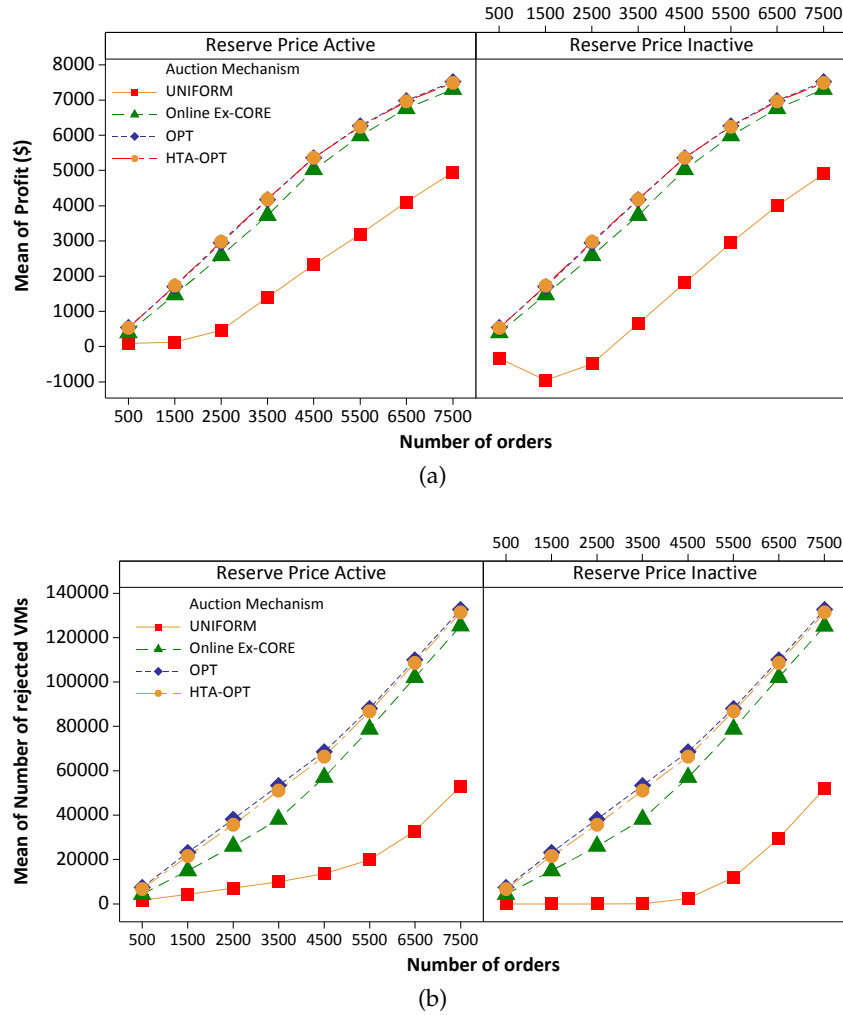 500 1500 2500 3500 4500 5500 6500 7500
Reserve Price Active
Reserve Price Inactive
8000
7000
6000
5000
4000
3000
2000
1000
0
-1000
Mean of Profit ($)
Auction Mechanism
UNIFORM
Online Ex-CORE
OPT
HTA-OPT
500 1500 2500 3500 4500 5500 6500 7500
Number of orders
(a)
500 1500 2500 3500 4500 5500 6500 7500
Reserve Price Active
Reserve Price Inactive
140000
120000
100000
80000
60000
40000
20000
0
Mean of Number of rejected VMs
Auction Mechanism
UNIFORM
Online Ex-CORE
OPT
HTA-OPT
500 1500 2500 3500 4500 5500 6500 7500
Number of orders
(b)